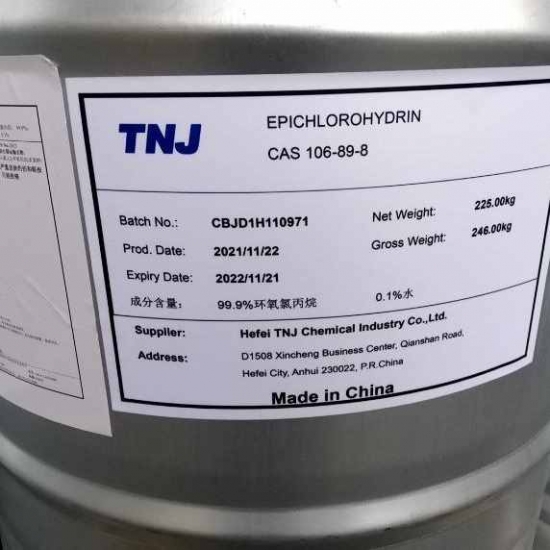 TNJ
EPICHLOROHYDRIN
CAS 106-89-8
Batch No.: CBJD1H110971 Net Weight: 225.00kg
Prod. Date: 2021/11/22 Gross Weight: 246.00kg
Expiry Date: 2022/11/21
成分含量: 99.9%环氧氯丙烷 0.1%水
Supplier: Hefei TNJ Chemical Industry Co.,Ltd.
Address: D1508 Xincheng Business Center, Qianshan Road,
Hefei City, Anhui 230022, P.R.China
Made in China